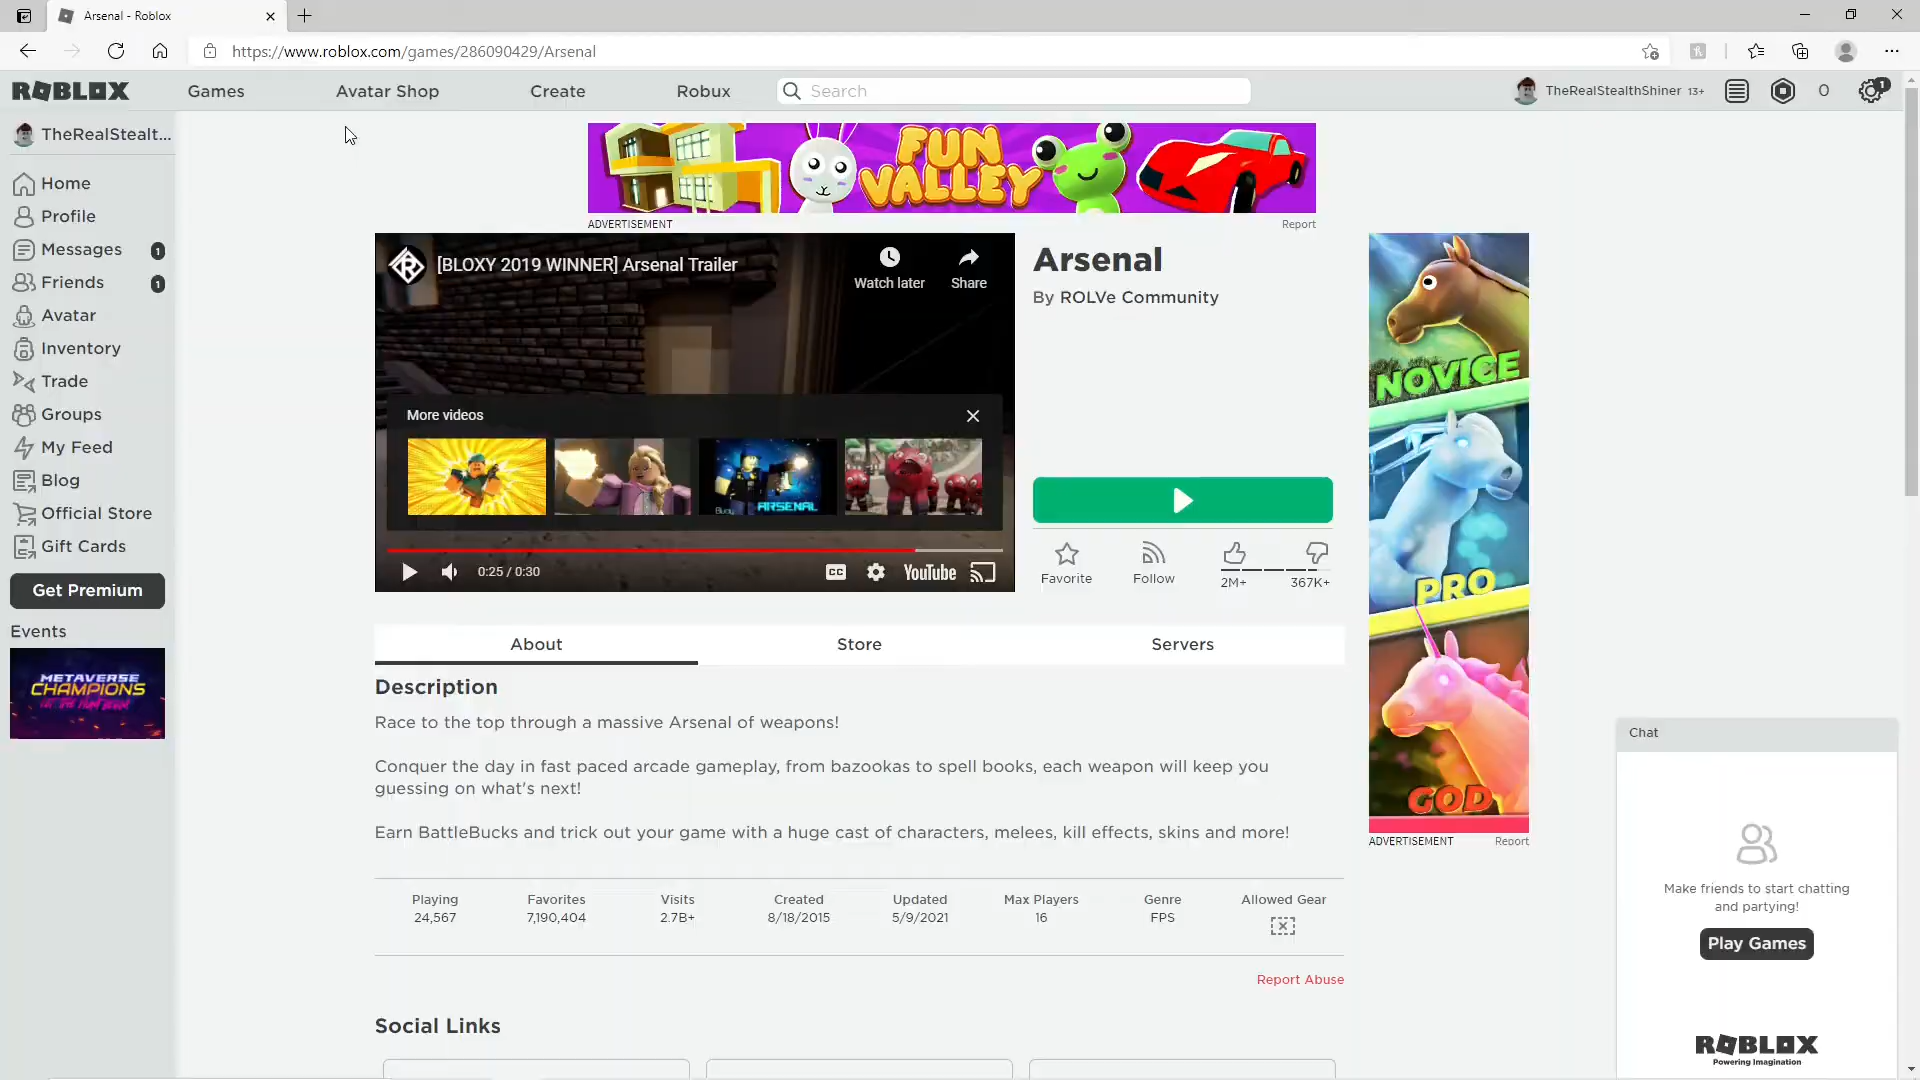 Arsenal - Roblox
https://www.roblox.com/games/286090429/Arsenal
ROBLOX
Games
Avatar Shop
Create
Robux
Search
TheRealStealthShiner 13+
0
1
TheRealStealt...
Home
Profile
Messages 1
Friends 1
Avatar
Inventory
Trade
Groups
My Feed
Blog
Official Store
Gift Cards
Get Premium
Events
METAVERSE
CHAMPIONS
FUN
VALLEY
ADVERTISEMENT
Report
[BLOXY 2019 WINNER] Arsenal Trailer
Watch later
Share
More videos
ARSENAL
0:25 / 0:30
CC
YouTube
Arsenal
By ROLVe Community
Favorite
Follow
2M+
367K+
NOVICE
PRO
GOD
ADVERTISEMENT
Report
About
Store
Servers
Description
Race to the top through a massive Arsenal of weapons!
Conquer the day in fast paced arcade gameplay, from bazookas to spell books, each weapon will keep you
guessing on what's next!
Earn BattleBucks and trick out your game with a huge cast of characters, melees, kill effects, skins and more!
Playing Favorites Visits Created Updated Max Players Genre Allowed Gear
24,567 7,190,404 2.7B+ 8/18/2015 5/9/2021 16 FPS
Report Abuse
Social Links
Chat
Make friends to start chatting
and partying!
Play Games
ROBLOX
Powering Imagination